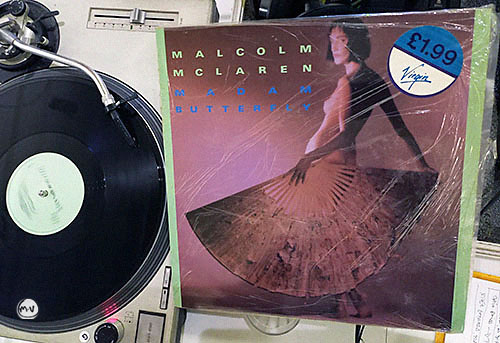 MALCOLM
MCLAREN
MADAM
BUTTERFLY
£1.99
Virgin